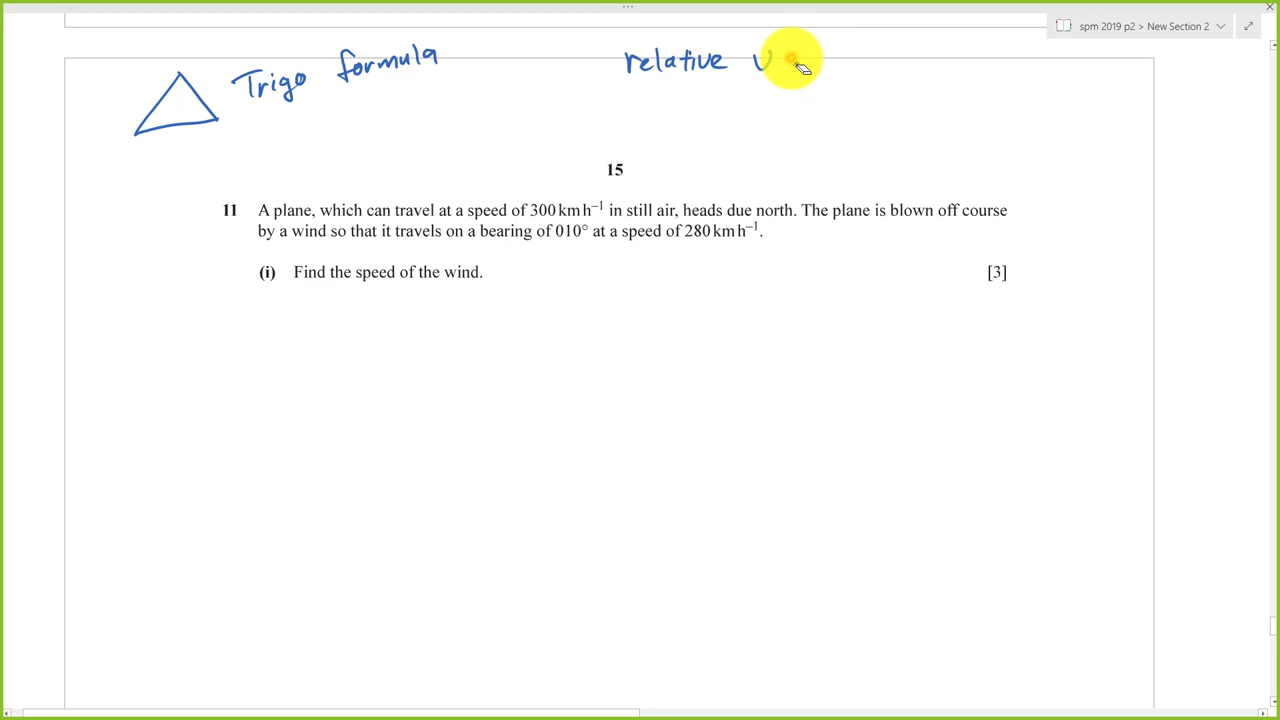 spm 2019 p2 > New Section 2
Trigo formula
relative v
15
11 A plane, which can travel at a speed of 300 km h⁻¹ in still air, heads due north. The plane is blown off course
by a wind so that it travels on a bearing of 010° at a speed of 280 km h⁻¹.
(i) Find the speed of the wind. [3]